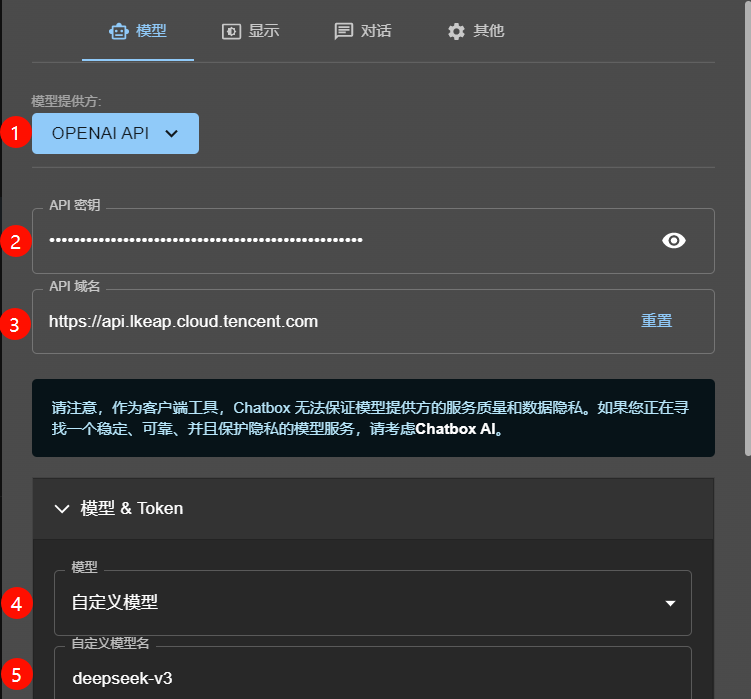 模型
显示
对话
其他
模型提供方:
1
OPENAI API
API 密钥
2
••••••••••••••••••••••••••••••••••••••••••••••••••••
API 域名
3
https://api.lkeap.cloud.tencent.com
重置
请注意，作为客户端工具，Chatbox 无法保证模型提供方的服务质量和数据隐私。如果您正在寻
找一个稳定、可靠、并且保护隐私的模型服务，请考虑Chatbox AI。
模型 & Token
模型
4
自定义模型
自定义模型名
5
deepseek-v3